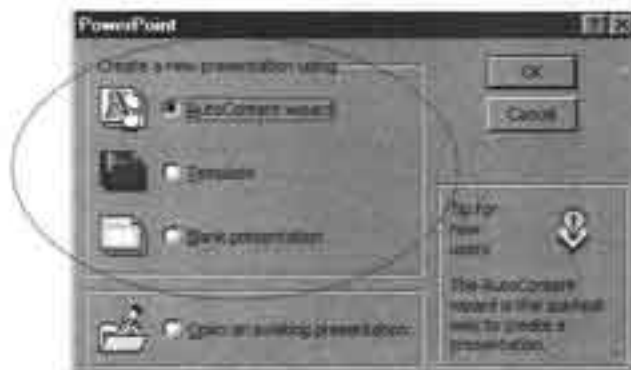 PowerPoint
Create a new presentation using
AutoContent wizard
Template
Blank presentation
Open an existing presentation
OK
Cancel
Tip for
new
users
The AutoContent
wizard is the quickest
way to create a
presentation.